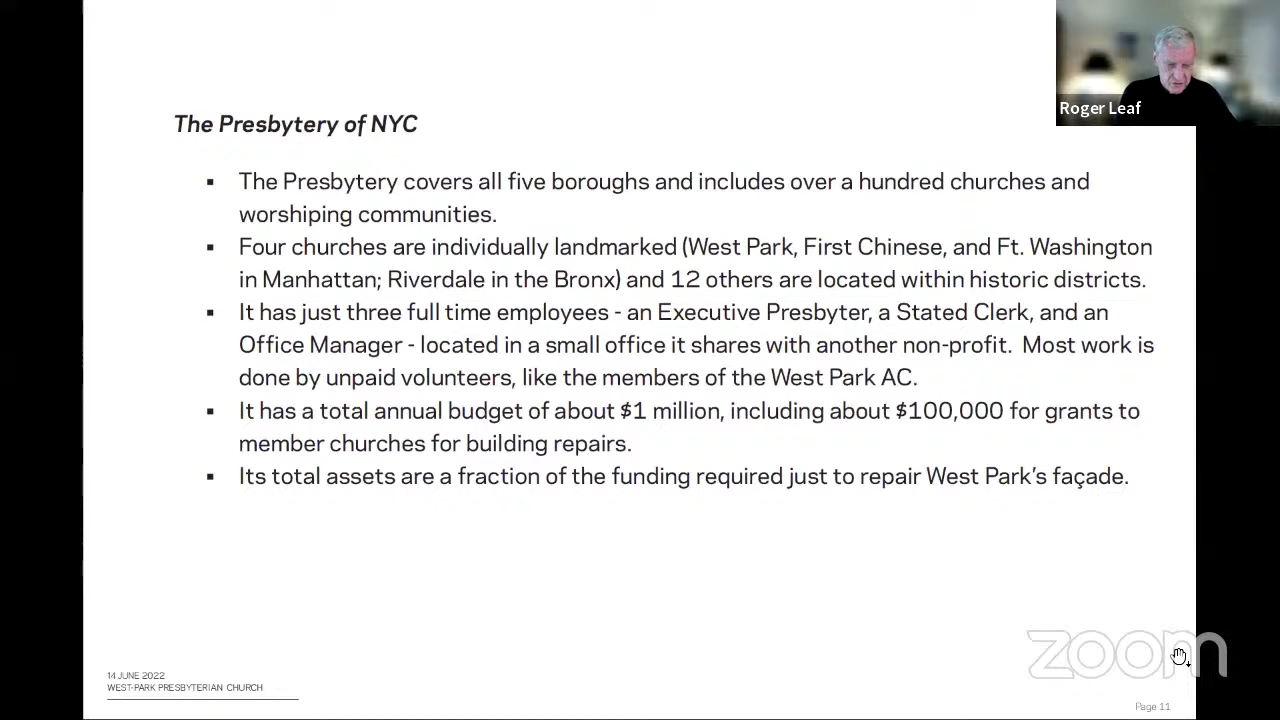 Roger Leaf
The Presbytery of NYC
▪ The Presbytery covers all five boroughs and includes over a hundred churches and
worshiping communities.
▪ Four churches are individually landmarked (West Park, First Chinese, and Ft. Washington
in Manhattan; Riverdale in the Bronx) and 12 others are located within historic districts.
▪ It has just three full time employees - an Executive Presbyter, a Stated Clerk, and an
Office Manager - located in a small office it shares with another non-profit. Most work is
done by unpaid volunteers, like the members of the West Park AC.
▪ It has a total annual budget of about $1 million, including about $100,000 for grants to
member churches for building repairs.
▪ Its total assets are a fraction of the funding required just to repair West Park’s façade.
zoom
14 JUNE 2022
WEST-PARK PRESBYTERIAN CHURCH
Page 11